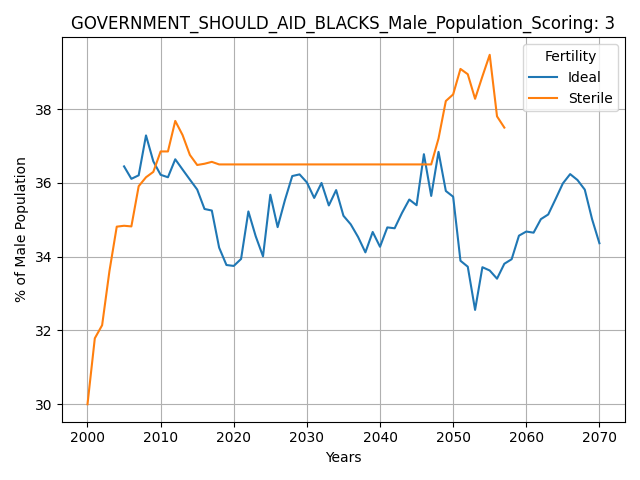 GOVERNMENT_SHOULD_AID_BLACKS_Male_Population_Scoring: 3
Fertility
Ideal
Sterile
% of Male Population
38
36
34
32
30
2000 2010 2020 2030 2040 2050 2060 2070
Years